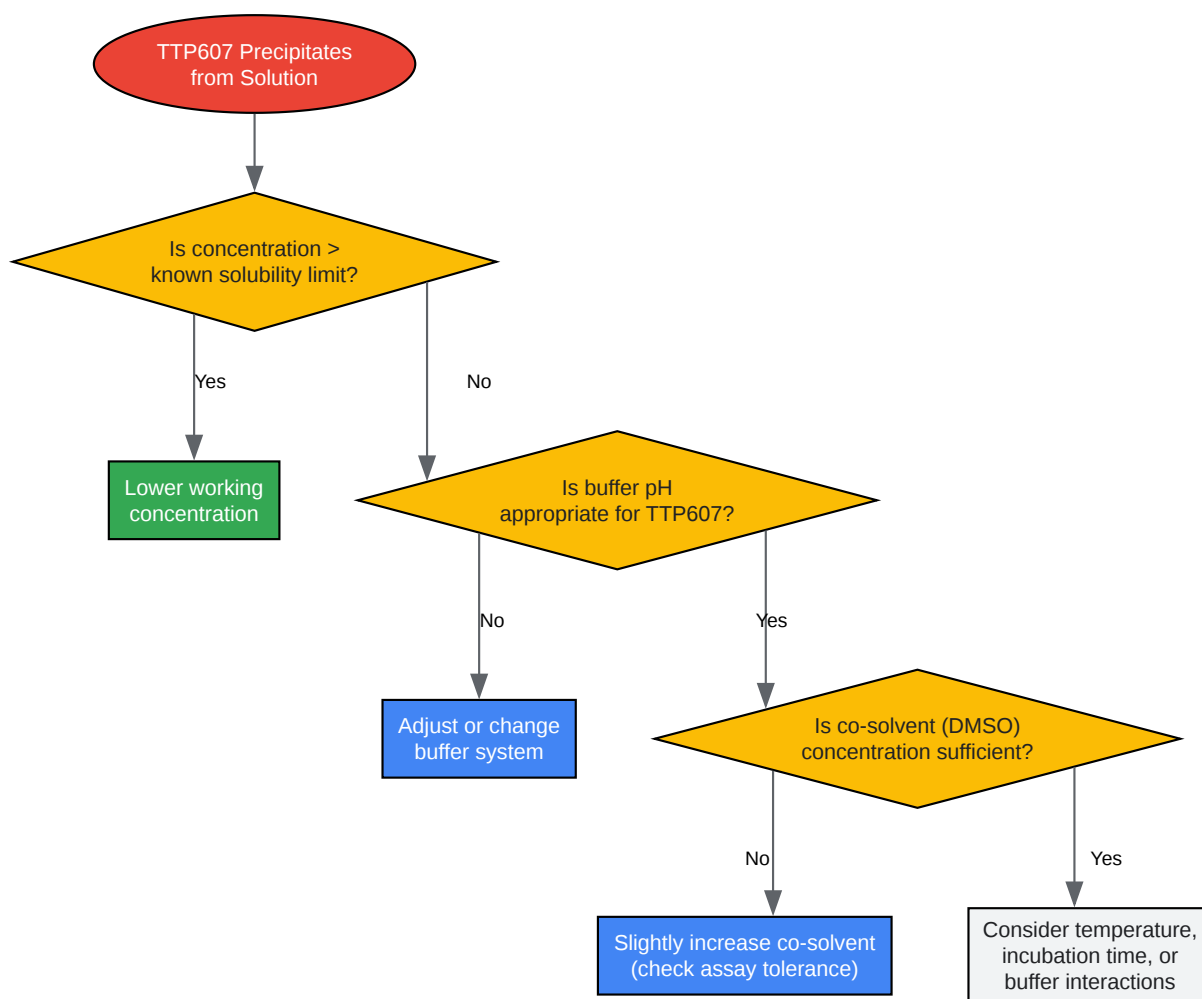 TTP607 Precipitates
from Solution
Is concentration >
known solubility limit?
Yes
No
Lower working
concentration
Is buffer pH
appropriate for TTP607?
No
Yes
Adjust or change
buffer system
Is co-solvent (DMSO)
concentration sufficient?
No
Yes
Slightly increase co-solvent
(check assay tolerance)
Consider temperature,
incubation time, or
buffer interactions